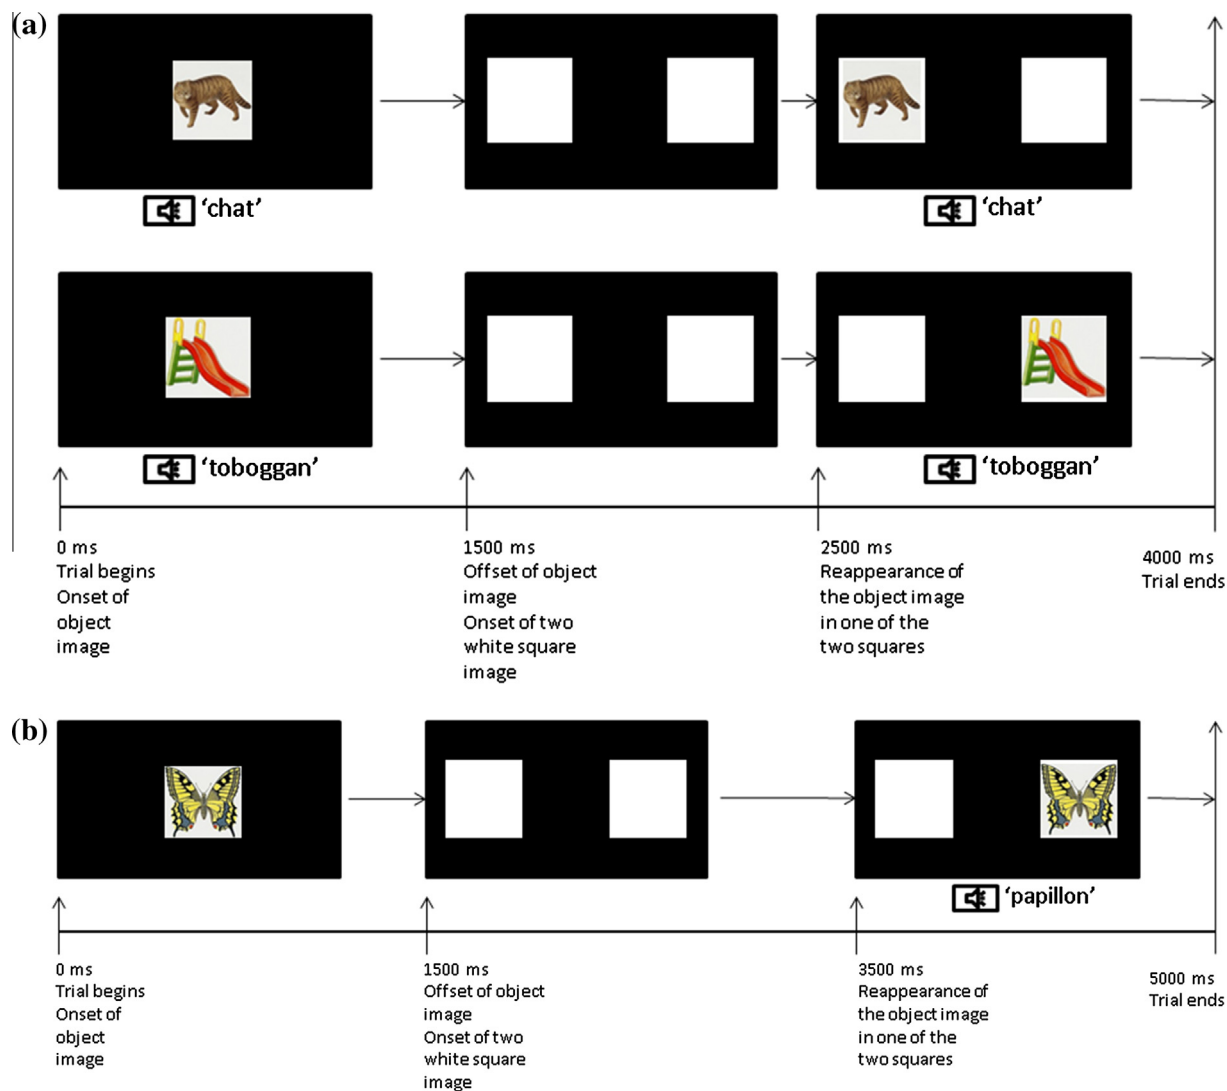 (a)
'chat'
'chat'
'toboggan'
'toboggan'
0 ms
Trial begins
Onset of
object
image
1500 ms
Offset of object
image
Onset of two
white square
image
2500 ms
Reappearance of
the object image
in one of the
two squares
4000 ms
Trial ends
(b)
'papillon'
0 ms
Trial begins
Onset of
object
image
1500 ms
Offset of object
image
Onset of two
white square
image
3500 ms
Reappearance of
the object image
in one of the
two squares
5000 ms
Trial ends